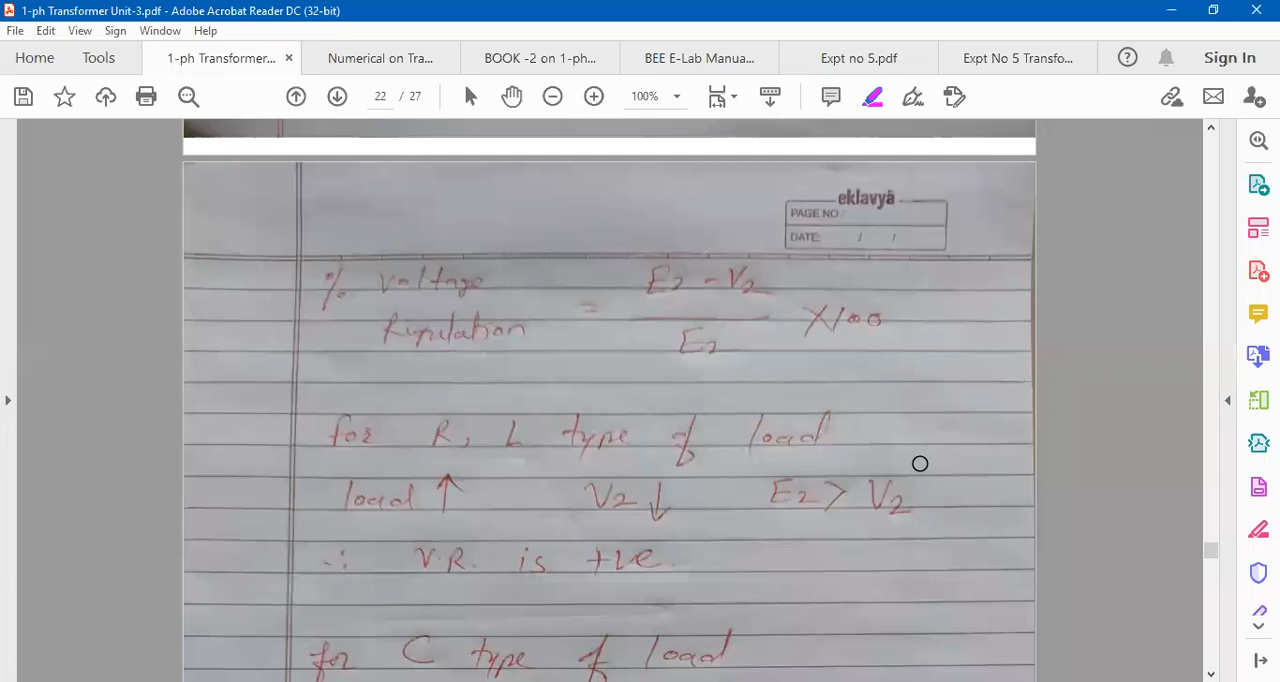 1-ph Transformer Unit-3.pdf - Adobe Acrobat Reader DC (32-bit)
File Edit View Sign Window Help
Home Tools 1-ph Transformer... × Numerical on Tra... BOOK -2 on 1-ph... BEE E-Lab Manua... Expt no 5.pdf Expt No 5 Transfo... Sign In
22 / 27 100%
eklavyā
PAGE NO.:
DATE: / /
% voltage Regulation = E2 - V2 / E2 X100
for R, L type of load
load ↑ V2 ↓ E2 > V2
∴ V.R. is +ve.
for C type of load